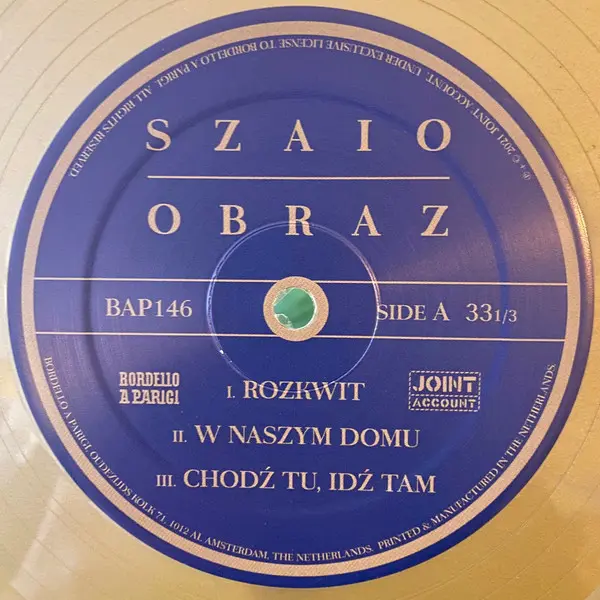 SZAIO
OBRAZ
BAP146
SIDE A 33 1/3
BORDELLO
A PARIGI
JOINT
ACCOUNT
I. ROZKWIT
II. W NASZYM DOMU
III. CHODŹ TU, IDŹ TAM
BORDELLO A PARIGI, OUDEZIJDS KOLK 71, 1012 AL AMSTERDAM, THE NETHERLANDS. PRINTED & MANUFACTURED IN THE NETHERLANDS.
℗ + © 2021 JOINT ACCOUNT. UNDER EXCLUSIVE LICENSE TO BORDELLO A PARIGI. ALL RIGHTS RESERVED.